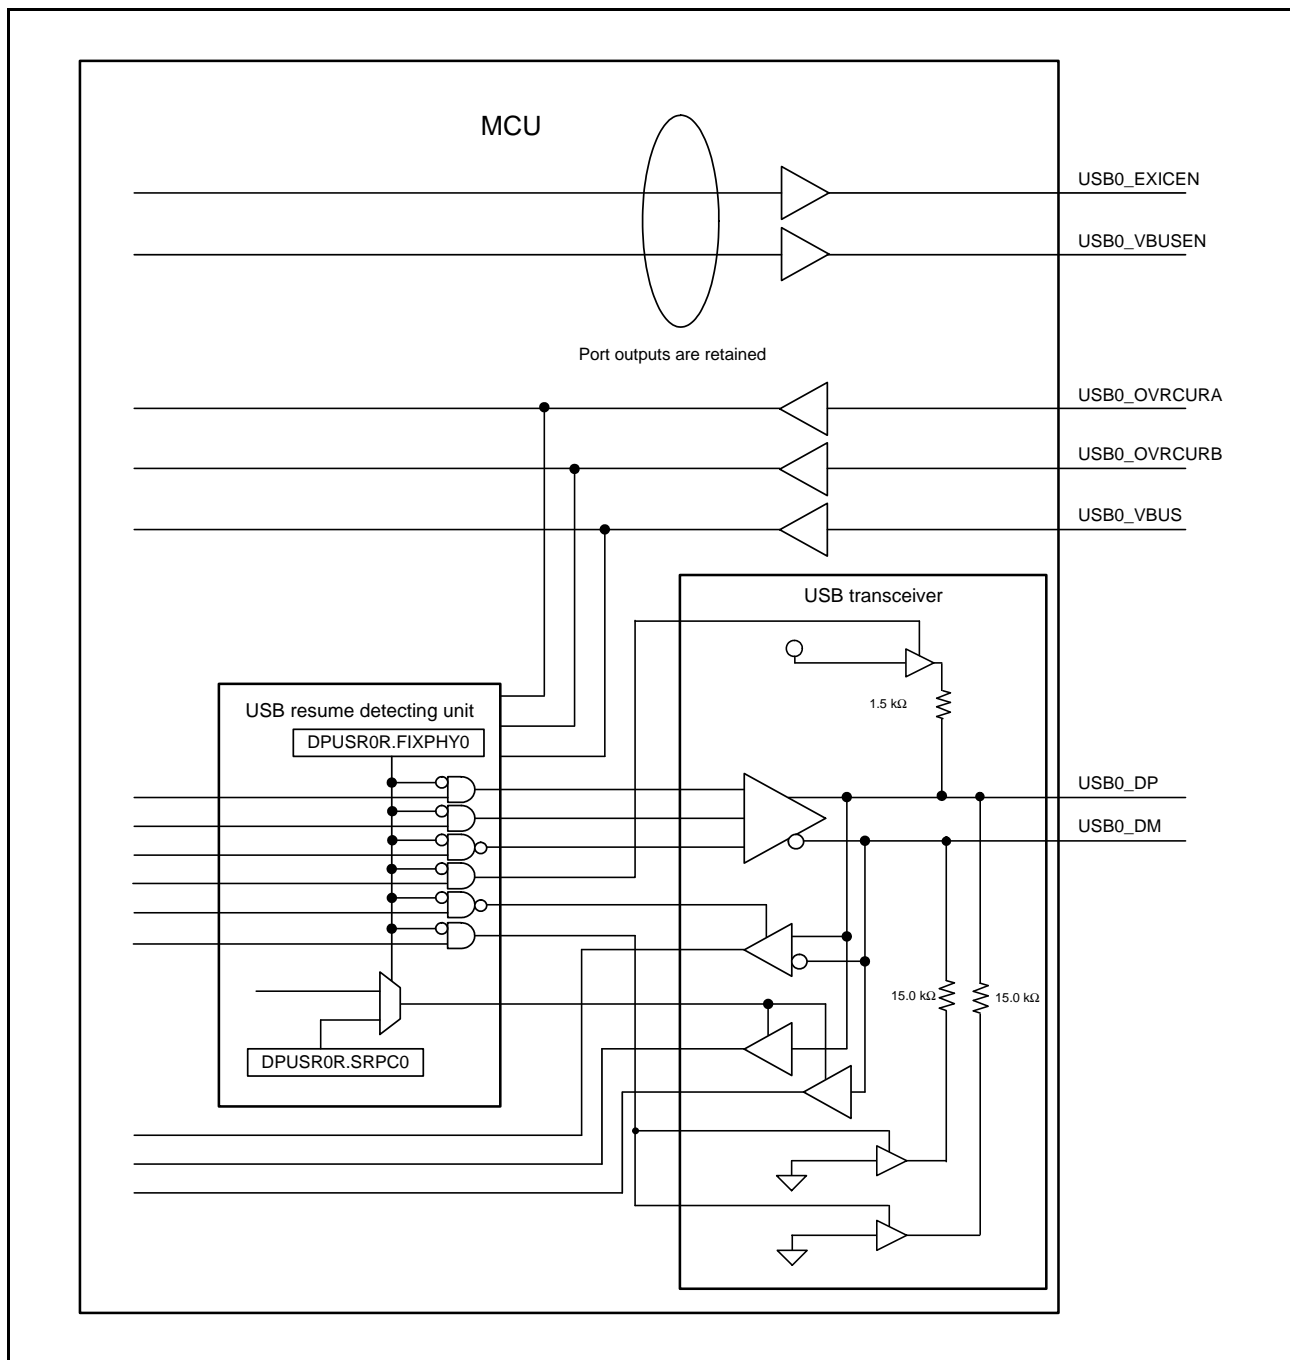 MCU
USB0_EXICEN
USB0_VBUSEN
Port outputs are retained
USB0_OVRCURA
USB0_OVRCURB
USB0_VBUS
USB transceiver
1.5 kΩ
USB resume detecting unit
DPUSR0R.FIXPHY0
USB0_DP
USB0_DM
15.0 kΩ
15.0 kΩ
DPUSR0R.SRPC0